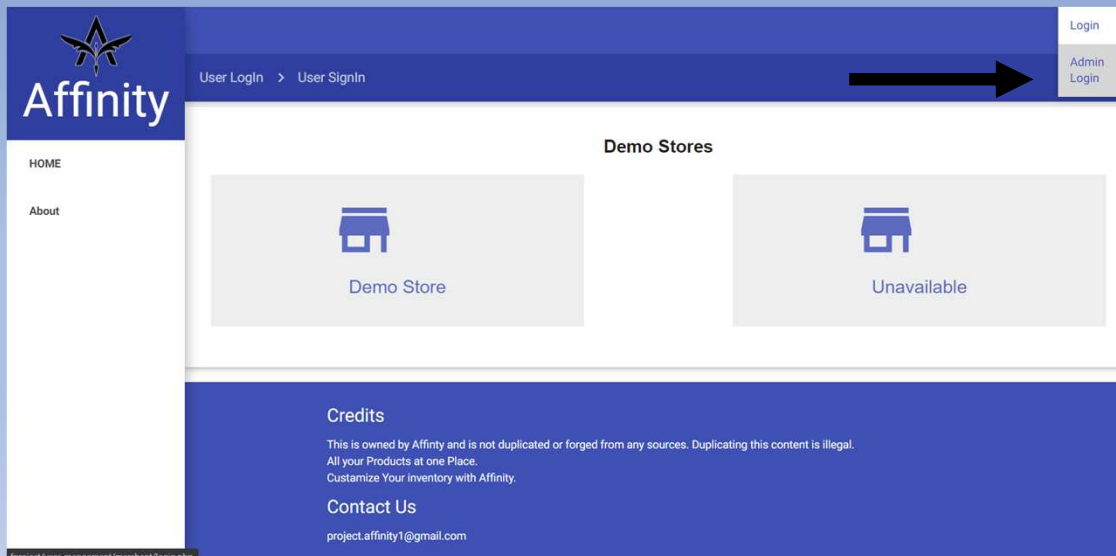 Affinity
Login
Admin
Login
User LogIn > User SignIn
HOME
About
Demo Stores
Demo Store
Unavailable
Credits
This is owned by Affinty and is not duplicated or forged from any sources. Duplicating this content is illegal.
All your Products at one Place.
Custamize Your inventory with Affinity.
Contact Us
project.affinity1@gmail.com